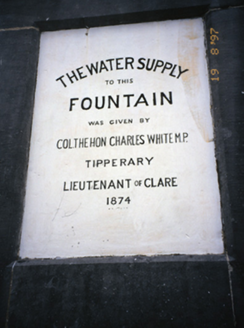 THE WATER SUPPLY
TO THIS
FOUNTAIN
WAS GIVEN BY
COL THE HON CHARLES WHITE M.P.
TIPPERARY
LIEUTENANT OF CLARE
1874
19 8 '97